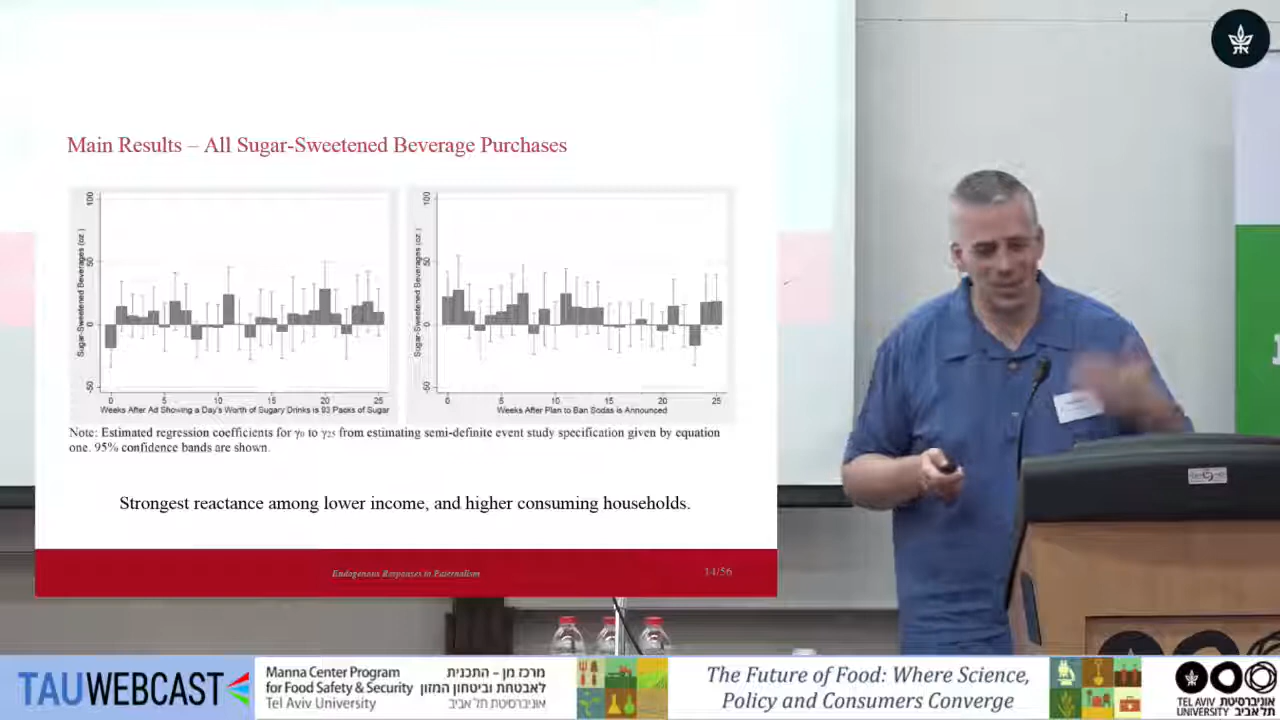 Main Results – All Sugar-Sweetened Beverage Purchases
100
50
0
-50
Sugar-Sweetened Beverages (oz.)
0 5 10 15 20 25
Weeks After Ad Showing a Day's Worth of Sugary Drinks is 93 Packs of Sugar
100
50
0
-50
Sugar-Sweetened Beverages (oz.)
0 5 10 15 20 25
Weeks After Plan to Ban Sodas is Announced
Note: Estimated regression coefficients for γ₀ to γ₂₅ from estimating semi-definite event study specification given by equation
one. 95% confidence bands are shown.
Strongest reactance among lower income, and higher consuming households.
Endogenous Responses in Paternalism
14/56
TAUWEBCAST
Manna Center Program
for Food Safety & Security
Tel Aviv University
מרכז מן – התכנית
לאבטחת וביטחון המזון
אוניברסיטת תל אביב
The Future of Food: Where Science,
Policy and Consumers Converge
TEL AVIV אוניברסיטת
UNIVERSITY תל אביב